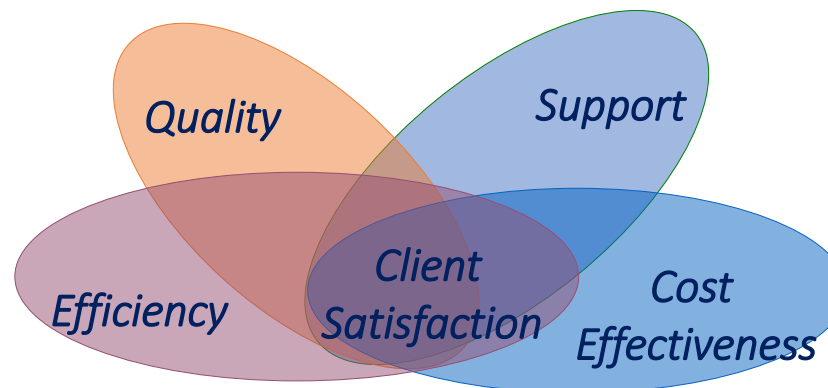 Quality
Support
Client
Satisfaction
Efficiency
Cost
Effectiveness